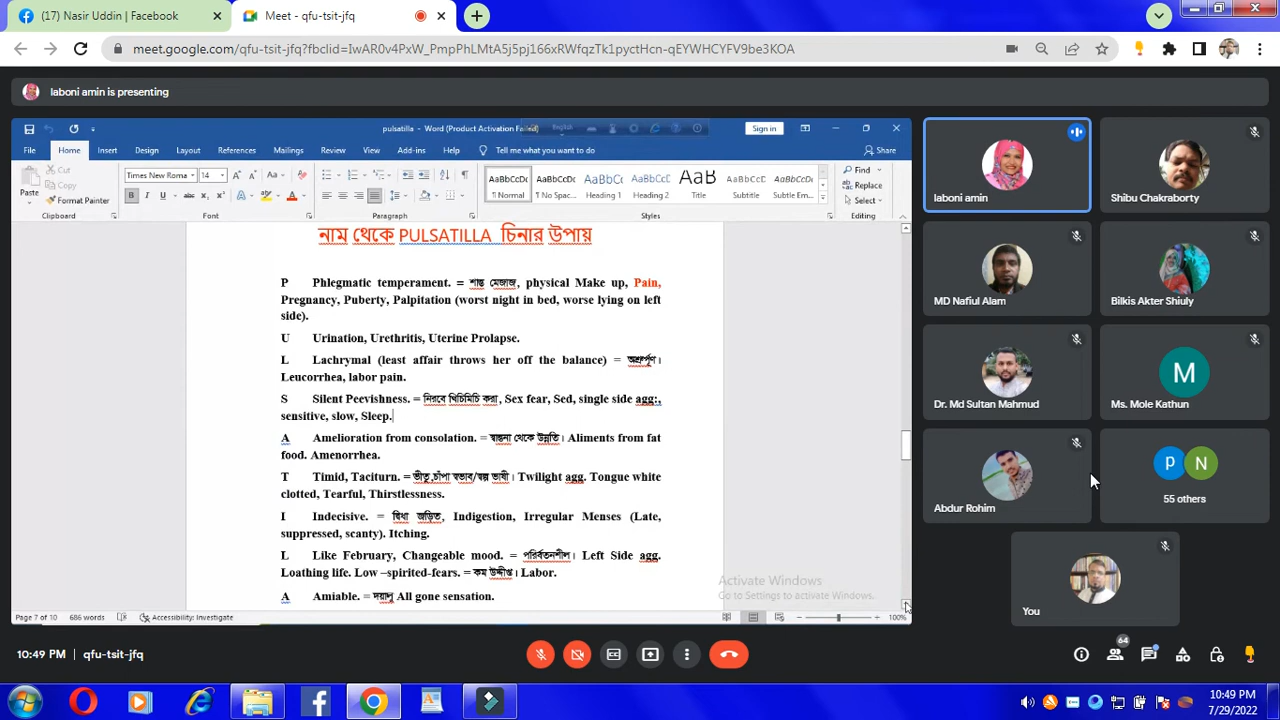 (17) Nasir Uddin | Facebook
Meet - qfu-tsit-jfq
meet.google.com/qfu-tsit-jfq?fbclid=IwAR0v4PxW_PmpPhLMtA5j5pj166xRWfqzTk1pyctHcn-qEYWHCYFV9be3KOA
laboni amin is presenting
pulsatilla - Word (Product Activation Failed)
English
Sign in
File Home Insert Design Layout References Mailings Review View Add-ins Help Tell me what you want to do Share
Paste
Cut
Copy
Format Painter
Times New Roma 14
AaBbCcDc AaBbCcDc AaBbCc AaBbCcC AaB AaBbCcD AaBbCcDc
¶ Normal ¶ No Spac... Heading 1 Heading 2 Title Subtitle Subtle Em...
Find
Replace
Select
Clipboard Font Paragraph Styles Editing
নাম থেকে PULSATILLA চিনার উপায়
P Phlegmatic temperament. = শান্ত মেজাজ, physical Make up, Pain,
Pregnancy, Puberty, Palpitation (worst night in bed, worse lying on left
side).
U Urination, Urethritis, Uterine Prolapse.
L Lachrymal (least affair throws her off the balance) = অশ্রুপূর্ণ।
Leucorrhea, labor pain.
S Silent Peevishness. = নিরবে খিটিমিটি করা, Sex fear, Sed, single side agg:,
sensitive, slow, Sleep.
A Amelioration from consolation. = স্বান্তনা থেকে উন্নতি। Aliments from fat
food. Amenorrhea.
T Timid, Taciturn. = ভীতু,চাঁপা স্বভাব/স্বল্প ভাষী। Twilight agg. Tongue white
clotted, Tearful, Thirstlessness.
I Indecisive. = দ্বিধা জড়িত, Indigestion, Irregular Menses (Late,
suppressed, scanty). Itching.
L Like February, Changeable mood. = পরিবর্তনশীল। Left Side agg.
Loathing life. Low –spirited-fears. = কম উদ্দীপ্ত। Labor.
A Amiable. = দয়ালু All gone sensation.
Activate Windows
Go to Settings to activate Windows.
Page 7 of 10 686 words Accessibility: Investigate 100%
laboni amin
Shibu Chakraborty
MD Nafiul Alam
Bilkis Akter Shiuly
Dr. Md Sultan Mahmud
M
Ms. Mole Kathun
Abdur Rohim
P N
55 others
You
10:49 PM | qfu-tsit-jfq
64
10:49 PM
7/29/2022